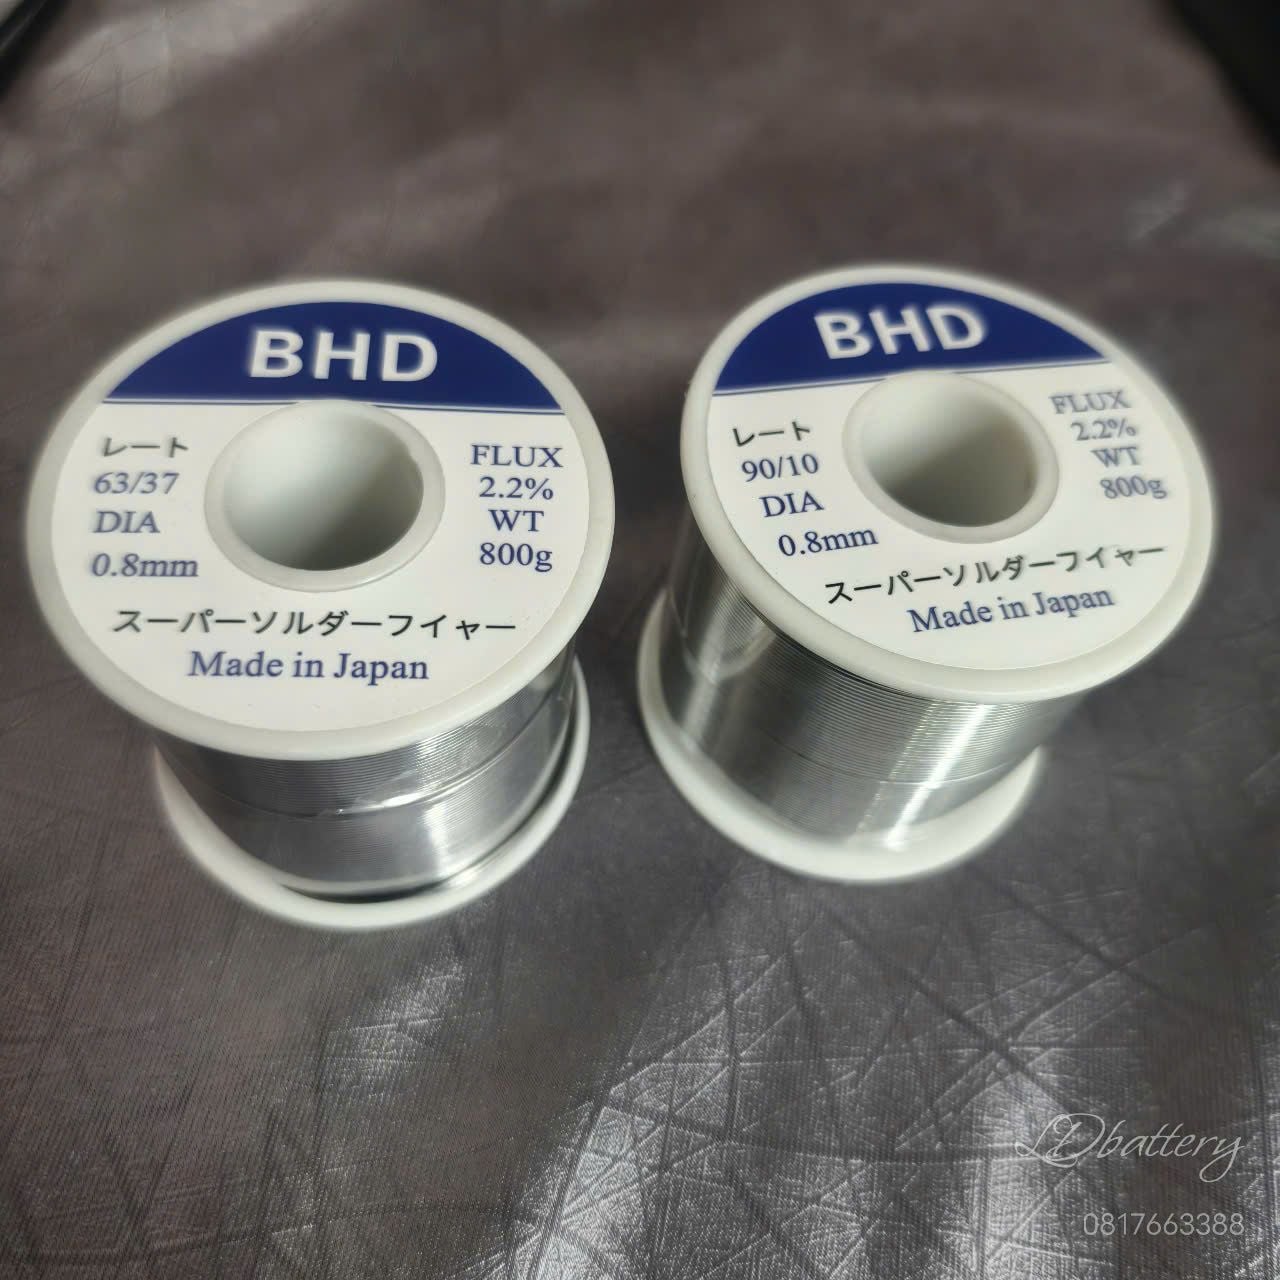 BHD
レート
63/37
DIA
0.8mm
FLUX
2.2%
WT
800g
スーパーソルダーフイャー
Made in Japan
BHD
レート
90/10
DIA
0.8mm
FLUX
2.2%
WT
800g
スーパーソルダーフイャー
Made in Japan
LDbattery
0817663388